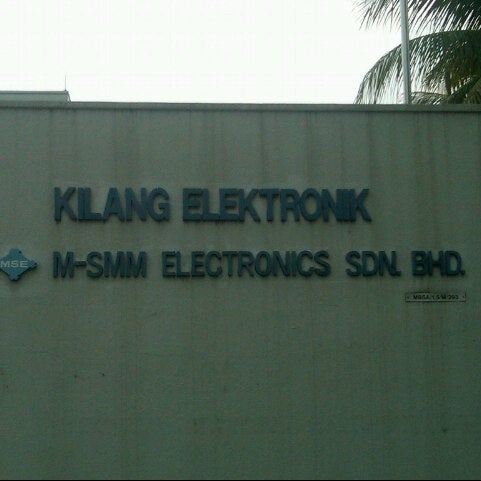 KILANG ELEKTRONIK
MSE
M-SMM ELECTRONICS SDN. BHD.